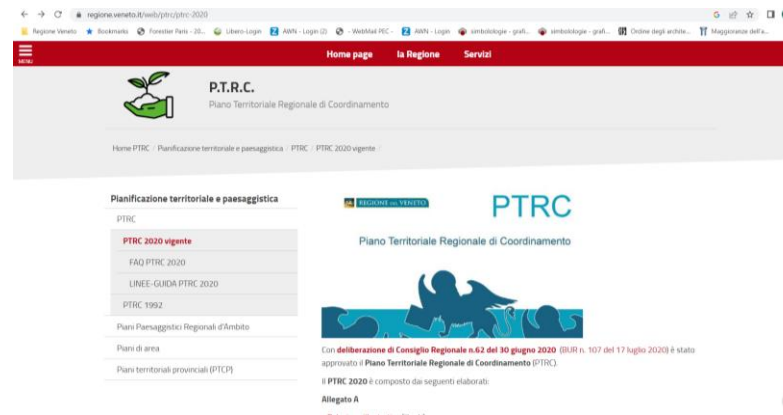 regione.veneto.it/web/ptrc/ptrc-2020
Regione Veneto Bookmarks Forestier Paris - 20... Libero-Login AWN - Login (2) - WebMail PEC - AWN - Login simbolologie - grafi... simbolologie - grafi... Ordine degli archite... Maggioranze dell'a...
MENU Home page la Regione Servizi
P.T.R.C.
Piano Territoriale Regionale di Coordinamento
Home PTRC / Pianificazione territoriale e paesaggistica / PTRC / PTRC 2020 vigente /
Pianificazione territoriale e paesaggistica
PTRC
PTRC 2020 vigente
FAQ PTRC 2020
LINEE-GUIDA PTRC 2020
PTRC 1992
Piani Paesaggistici Regionali d'Ambito
Piani di area
Piani territoriali provinciali (PTCP)
REGIONE DEL VENETO
PTRC
Piano Territoriale Regionale di Coordinamento
Con deliberazione di Consiglio Regionale n.62 del 30 giugno 2020 (BUR n. 107 del 17 luglio 2020) è stato
approvato il Piano Territoriale Regionale di Coordinamento (PTRC).
Il PTRC 2020 è composto dai seguenti elaborati:
Allegato A